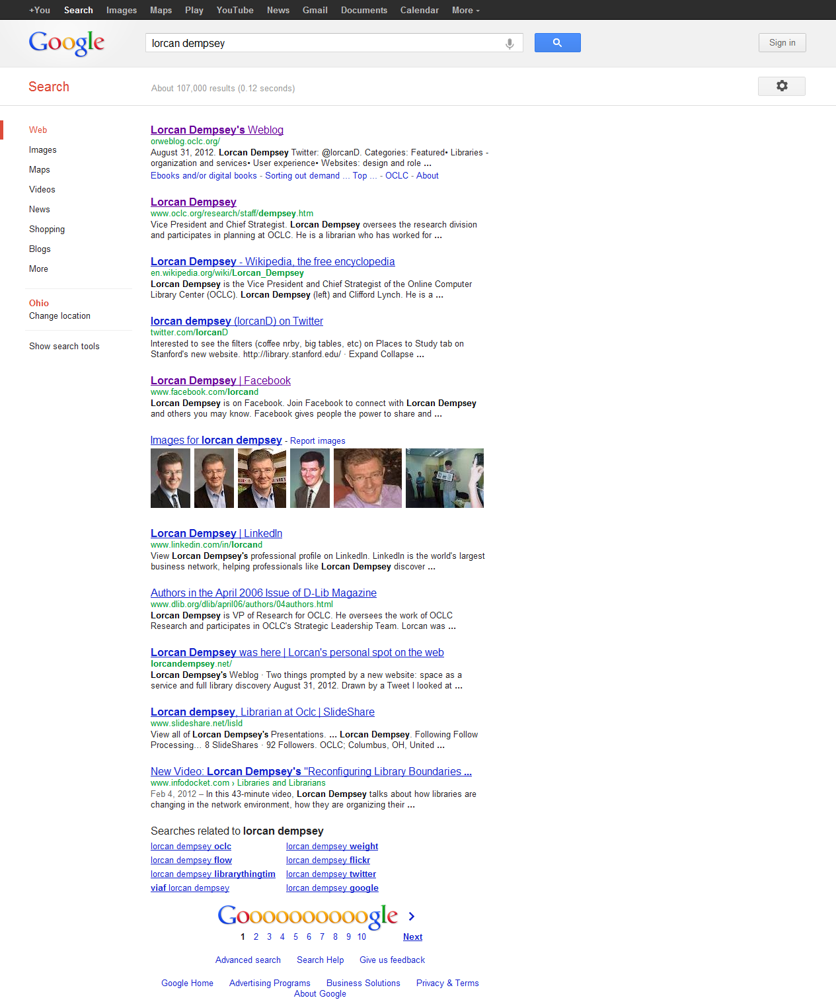 +You Search Images Maps Play YouTube News Gmail Documents Calendar More
Google lorcan dempsey Sign in
Search About 107,000 results (0.12 seconds)
Web
Images
Maps
Videos
News
Shopping
Blogs
More
Ohio
Change location
Show search tools
Lorcan Dempsey's Weblog
orweblog.oclc.org/
August 31, 2012. Lorcan Dempsey Twitter: @lorcanD. Categories: Featured• Libraries -
organization and services• User experience• Websites: design and role ...
Ebooks and/or digital books - Sorting out demand ... Top ... - OCLC - About
Lorcan Dempsey
www.oclc.org/research/staff/dempsey.htm
Vice President and Chief Strategist. Lorcan Dempsey oversees the research division
and participates in planning at OCLC. He is a librarian who has worked for ...
Lorcan Dempsey - Wikipedia, the free encyclopedia
en.wikipedia.org/wiki/Lorcan_Dempsey
Lorcan Dempsey is the Vice President and Chief Strategist of the Online Computer
Library Center (OCLC). Lorcan Dempsey (left) and Clifford Lynch. He is a ...
lorcan dempsey (lorcanD) on Twitter
twitter.com/lorcanD
Interested to see the filters (coffee nrby, big tables, etc) on Places to Study tab on
Stanford's new website. http://library.stanford.edu/ · Expand Collapse ...
Lorcan Dempsey | Facebook
www.facebook.com/lorcand
Lorcan Dempsey is on Facebook. Join Facebook to connect with Lorcan Dempsey
and others you may know. Facebook gives people the power to share and ...
Images for lorcan dempsey - Report images
Lorcan Dempsey | LinkedIn
www.linkedin.com/in/lorcand
View Lorcan Dempsey's professional profile on LinkedIn. LinkedIn is the world's largest
business network, helping professionals like Lorcan Dempsey discover ...
Authors in the April 2006 Issue of D-Lib Magazine
www.dlib.org/dlib/april06/authors/04authors.html
Lorcan Dempsey is VP of Research for OCLC. He oversees the work of OCLC
Research and participates in OCLC's Strategic Leadership Team. Lorcan was ...
Lorcan Dempsey was here | Lorcan's personal spot on the web
lorcandempsey.net/
Lorcan Dempsey's Weblog · Two things prompted by a new website: space as a
service and full library discovery August 31, 2012. Drawn by a Tweet I looked at ...
Lorcan dempsey, Librarian at Oclc | SlideShare
www.slideshare.net/lisld
View all of Lorcan Dempsey's Presentations. ... Lorcan Dempsey. Following Follow
Processing... 8 SlideShares · 92 Followers. OCLC; Columbus, OH, United ...
New Video: Lorcan Dempsey's "Reconfiguring Library Boundaries ...
www.infodocket.com › Libraries and Librarians
Feb 4, 2012 – In this 43-minute video, Lorcan Dempsey talks about how libraries are
changing in the network environment, how they are organizing their ...
Searches related to lorcan dempsey
lorcan dempsey oclc lorcan dempsey weight
lorcan dempsey flow lorcan dempsey flickr
lorcan dempsey librarythingtim lorcan dempsey twitter
viaf lorcan dempsey lorcan dempsey google
Goooooooooogle
1 2 3 4 5 6 7 8 9 10 Next
Advanced search Search Help Give us feedback
Google Home Advertising Programs Business Solutions Privacy & Terms
About Google